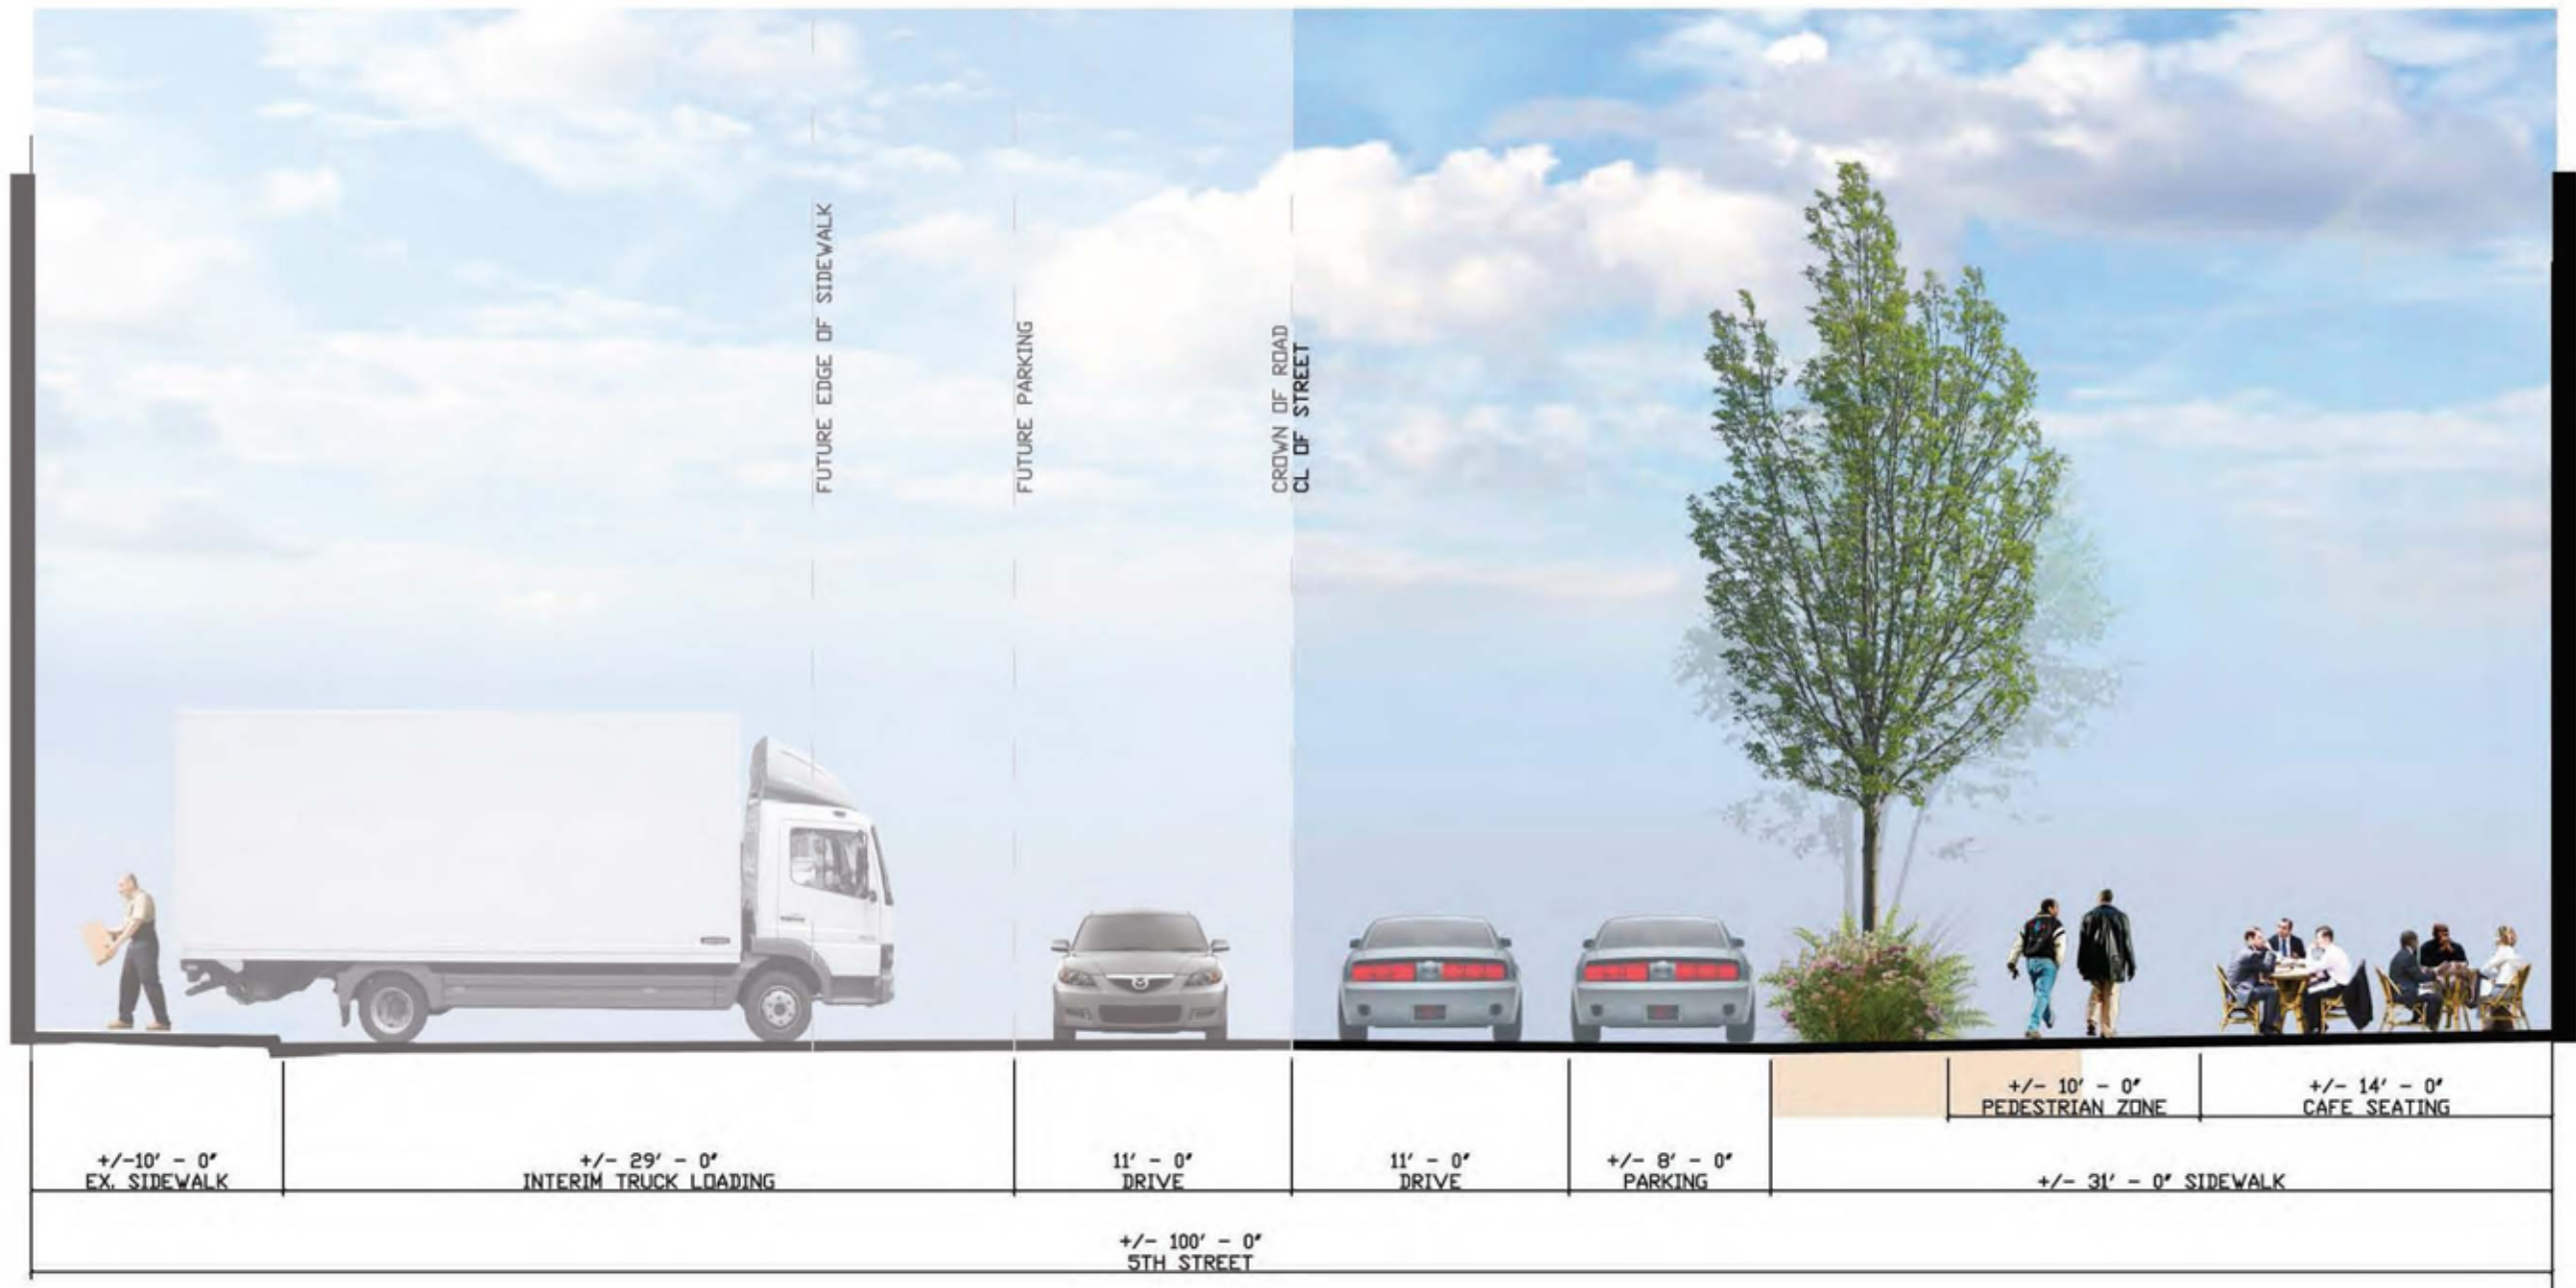 FUTURE EDGE OF SIDEWALK
FUTURE PARKING
CROWN OF ROAD
CL OF STREET
+/- 10' - 0"
PEDESTRIAN ZONE
+/- 14' - 0"
CAFE SEATING
+/-10' - 0"
EX. SIDEWALK
+/- 29' - 0"
INTERIM TRUCK LOADING
11' - 0"
DRIVE
11' - 0"
DRIVE
+/- 8' - 0"
PARKING
+/- 31' - 0" SIDEWALK
+/- 100' - 0"
5TH STREET